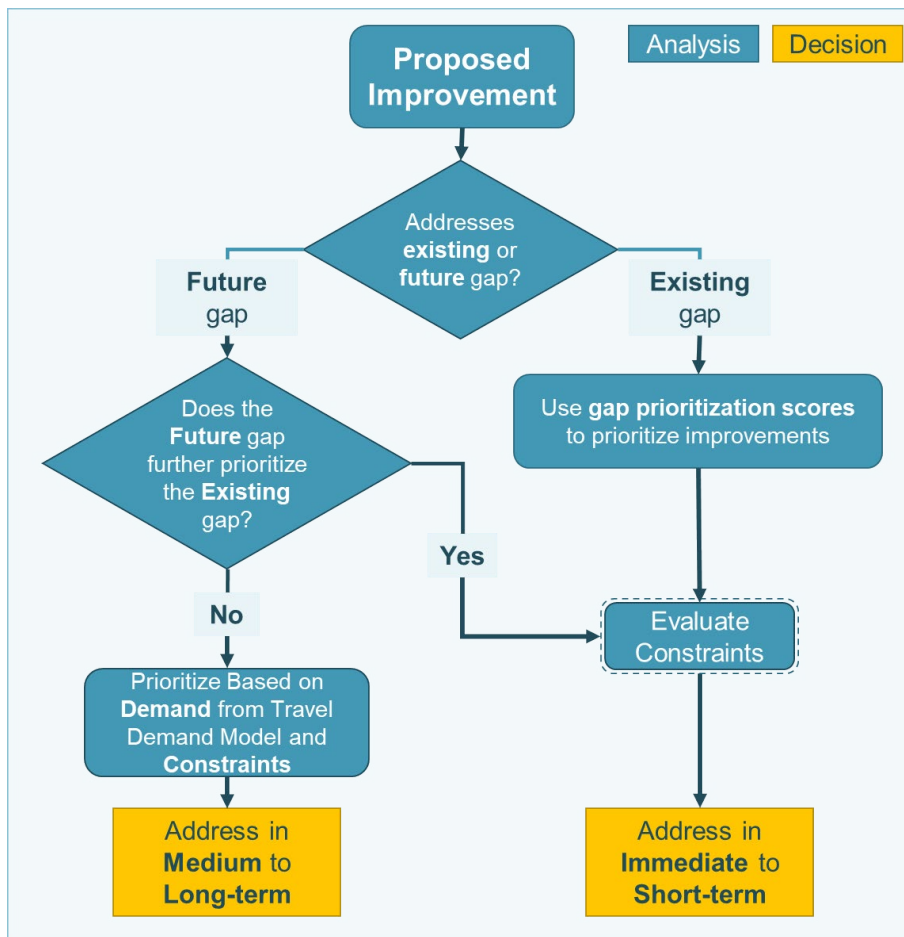 Analysis
Decision
Proposed
Improvement
Addresses
existing or
future gap?
Future
gap
Existing
gap
Does the
Future gap
further prioritize
the Existing
gap?
Use gap prioritization scores
to prioritize improvements
Yes
No
Evaluate
Constraints
Prioritize Based on
Demand from Travel
Demand Model and
Constraints
Address in
Medium to
Long-term
Address in
Immediate to
Short-term